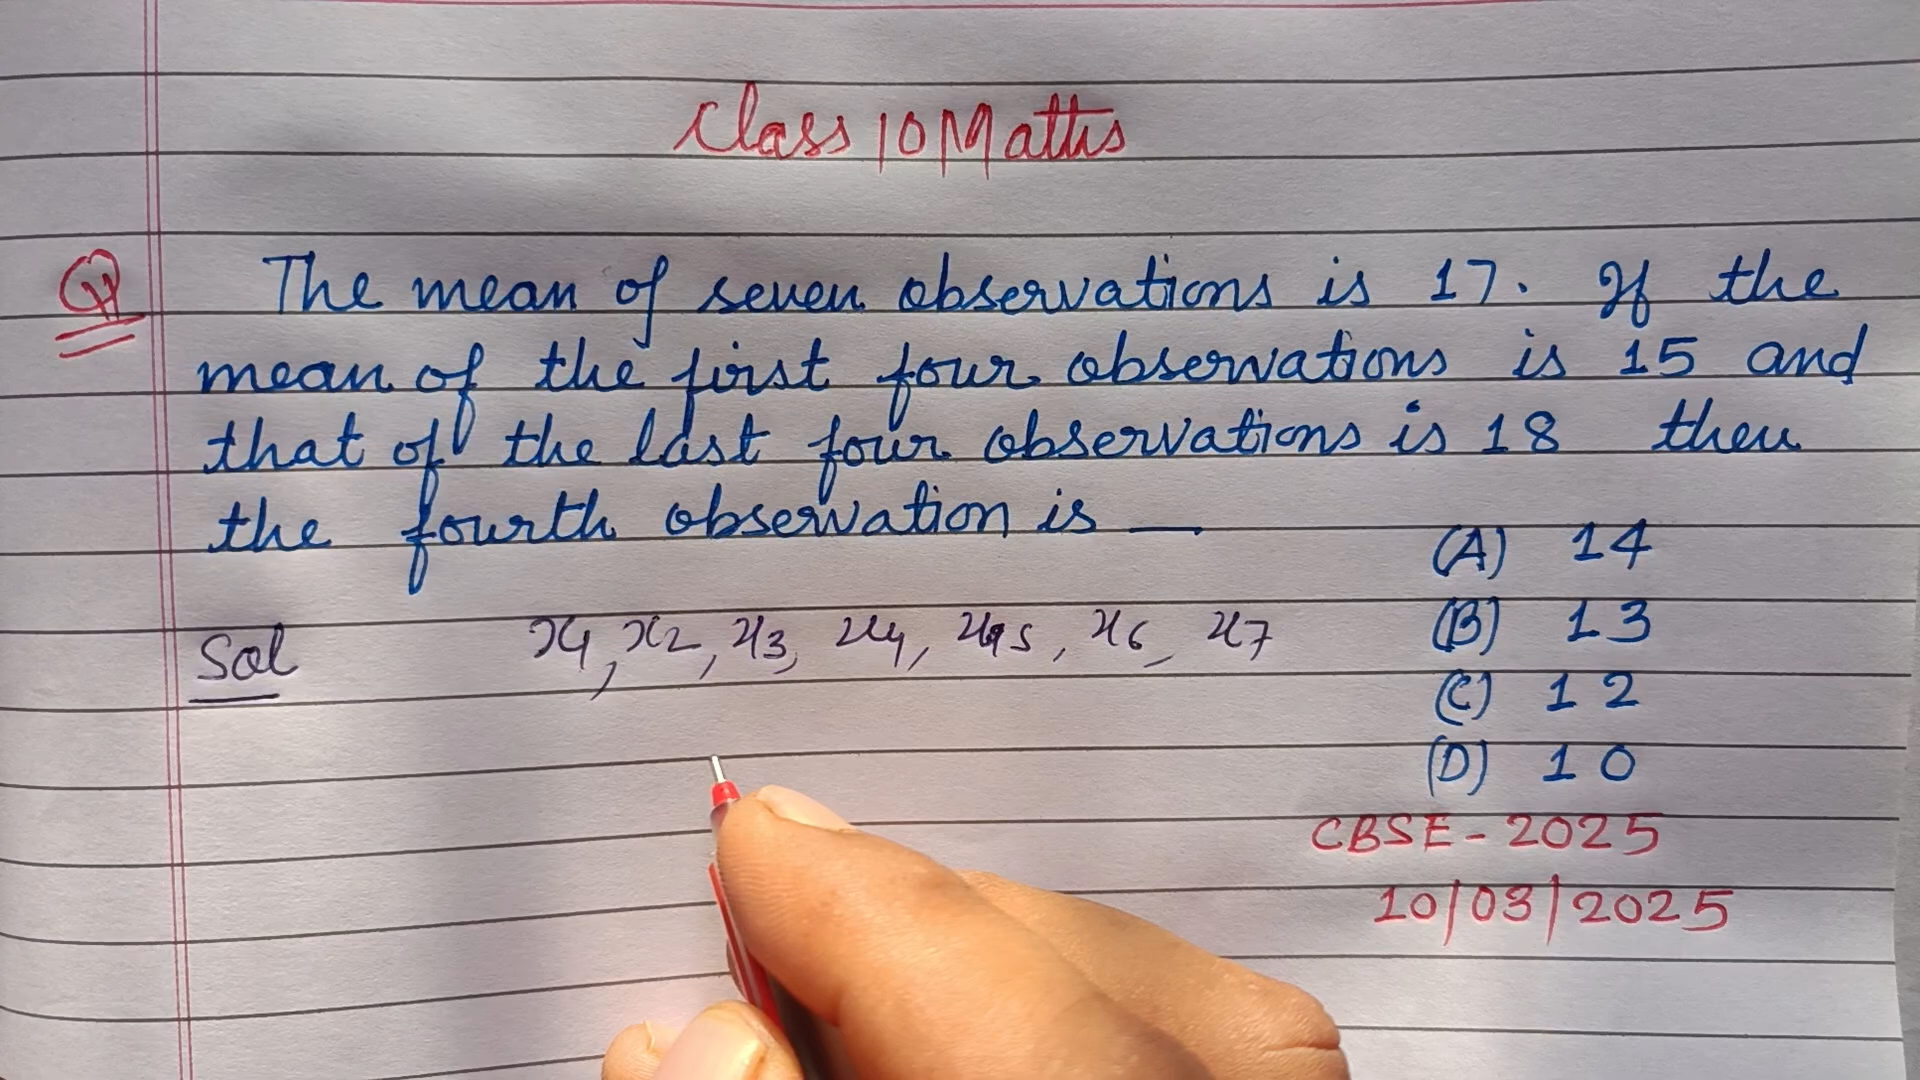 Class 10 Maths
Q The mean of seven observations is 17. If the
mean of the first four observations is 15 and
that of the last four observations is 18 then
the fourth observation is —
(A) 14
Sol x1, x2, x3, x4, x5, x6, x7
(B) 13
(C) 12
(D) 10
CBSE-2025
10/03/2025